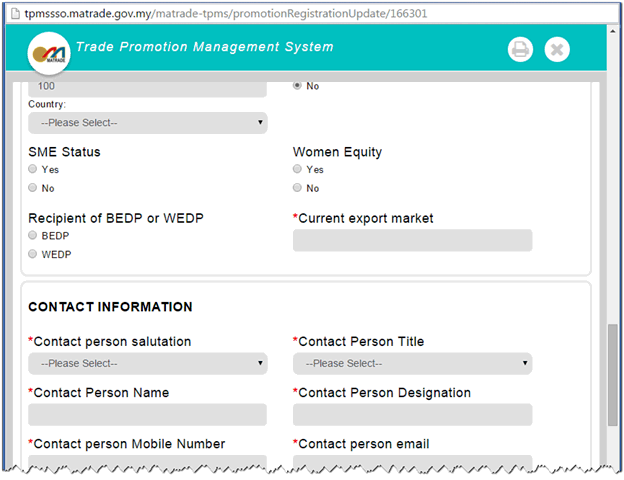 tpmssso.matrade.gov.my/matrade-tpms/promotionRegistrationUpdate/166301
MATRADE
Trade Promotion Management System
100
No
Country:
--Please Select--
SME Status
Women Equity
Yes
Yes
No
No
Recipient of BEDP or WEDP
*Current export market
BEDP
WEDP
CONTACT INFORMATION
*Contact person salutation
*Contact Person Title
--Please Select--
--Please Select--
*Contact Person Name
*Contact Person Designation
*Contact person Mobile Number
*Contact person email